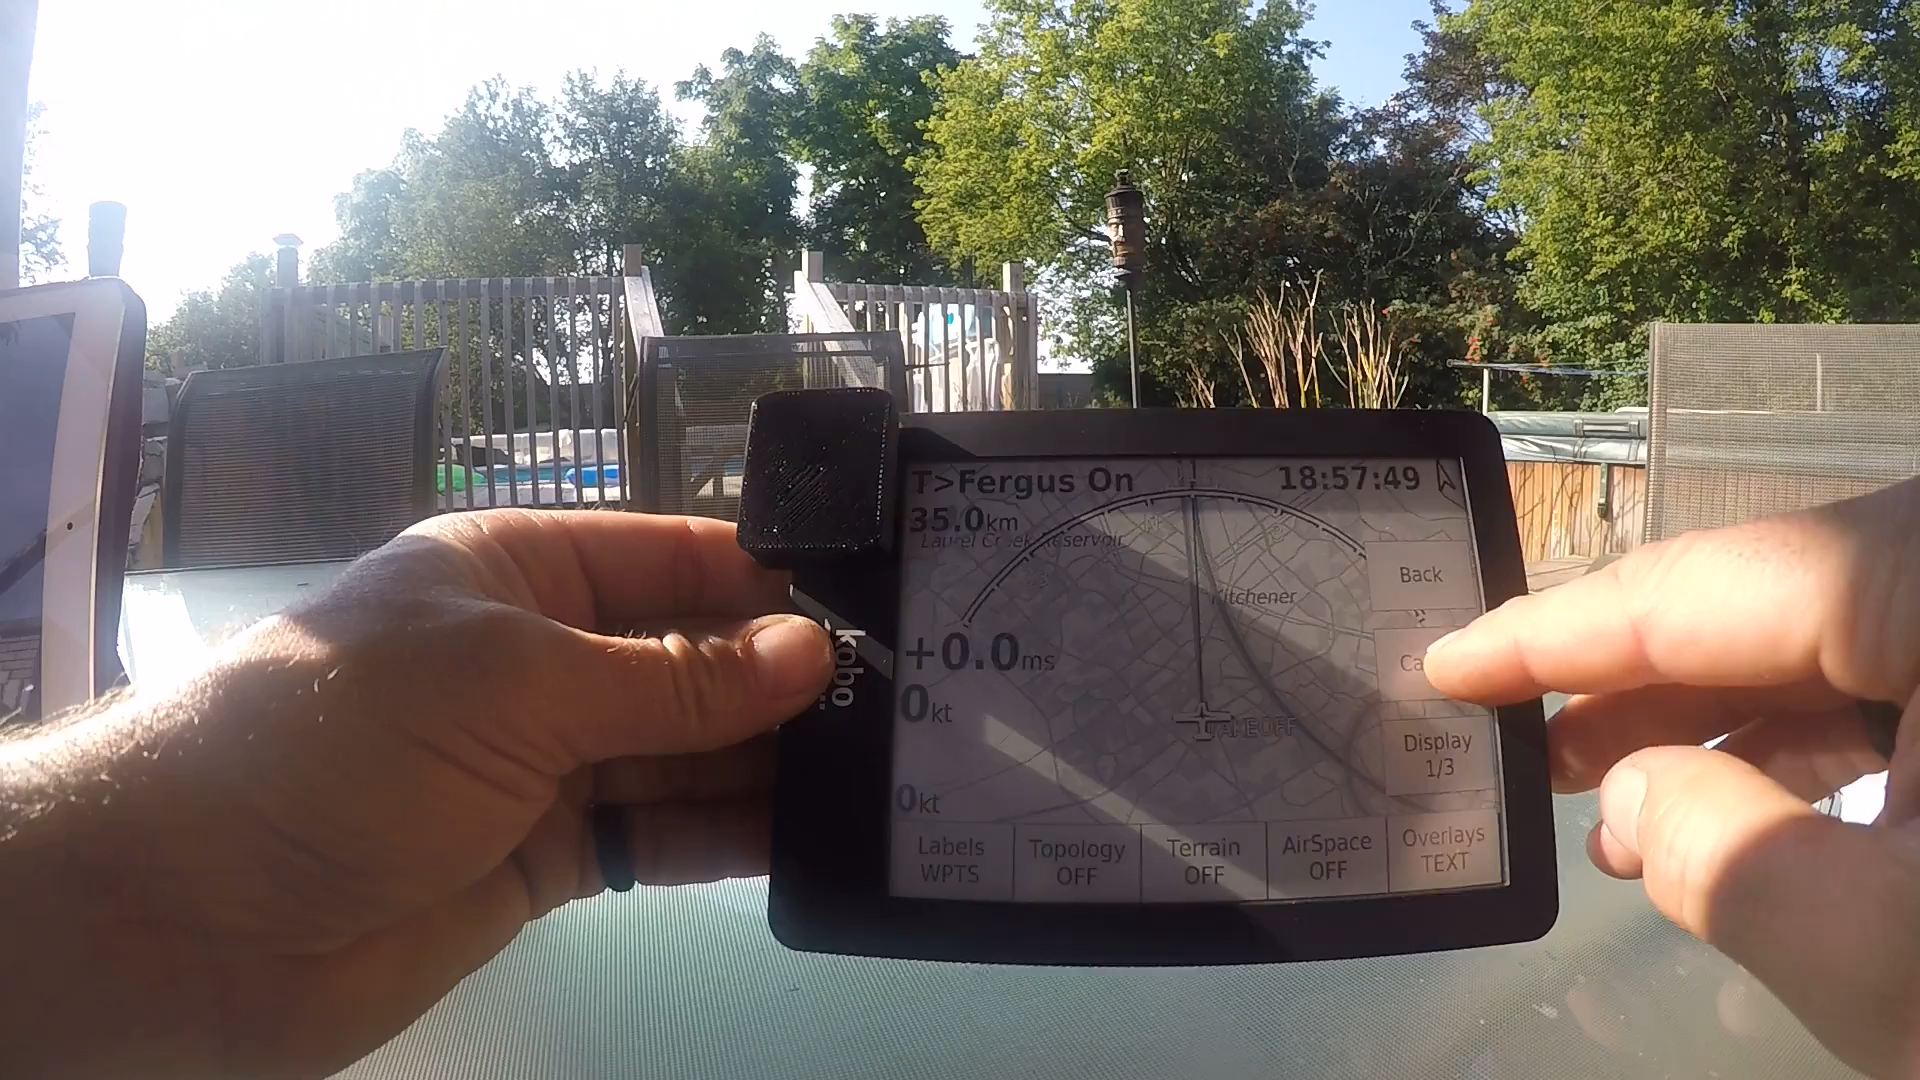 T>Fergus On
18:57:49
35.0km
Laurel Creek Reservoir
Back
Kitchener
+0.0ms
kobo
0kt
TAKEOFF
Display
1/3
0kt
Labels
WPTS
Topology
OFF
Terrain
OFF
AirSpace
OFF
Overlays
TEXT